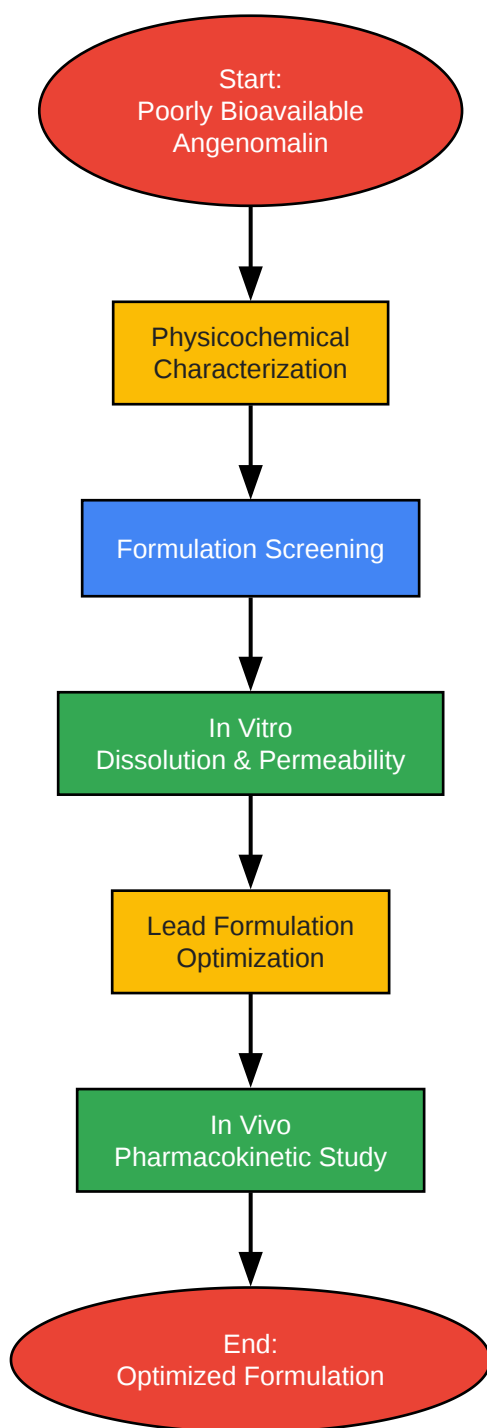 Start:
Poorly Bioavailable
Angenomalin
Physicochemical
Characterization
Formulation Screening
In Vitro
Dissolution & Permeability
Lead Formulation
Optimization
In Vivo
Pharmacokinetic Study
End:
Optimized Formulation